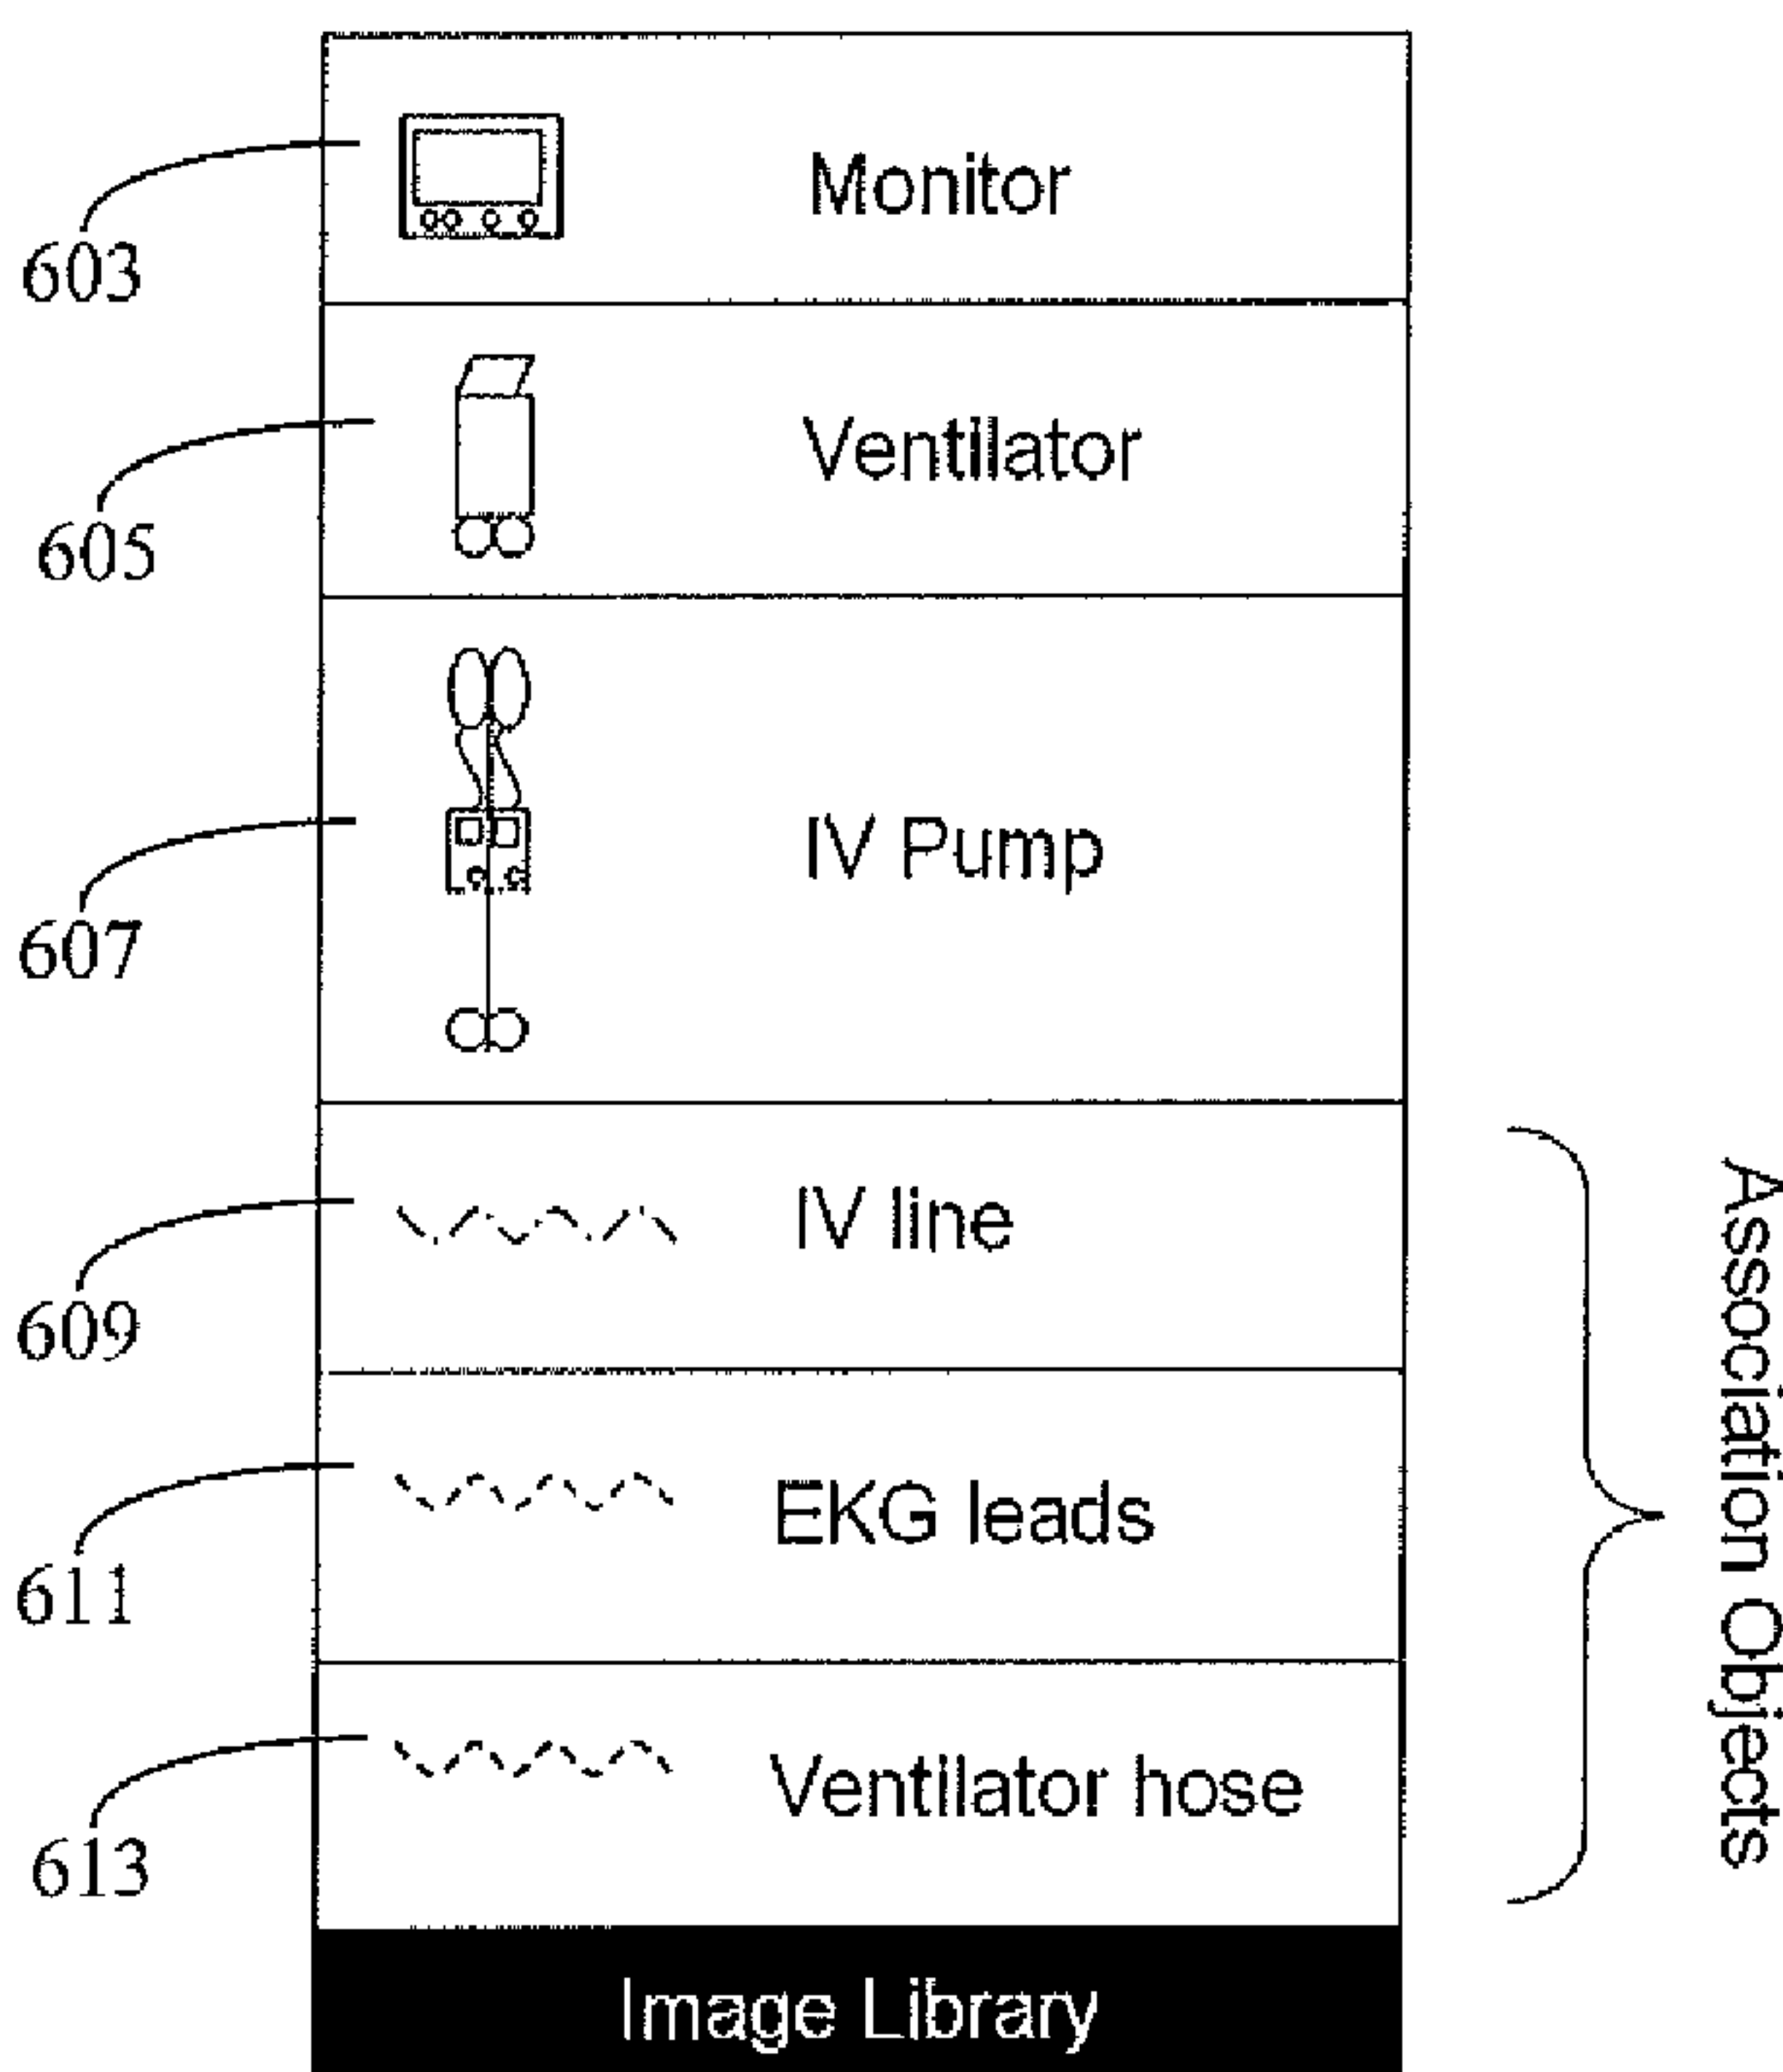 Monitor
603
Ventilator
605
IV Pump
607
IV line
609
EKG leads
611
Ventilator hose
613
Association Objects
Image Library